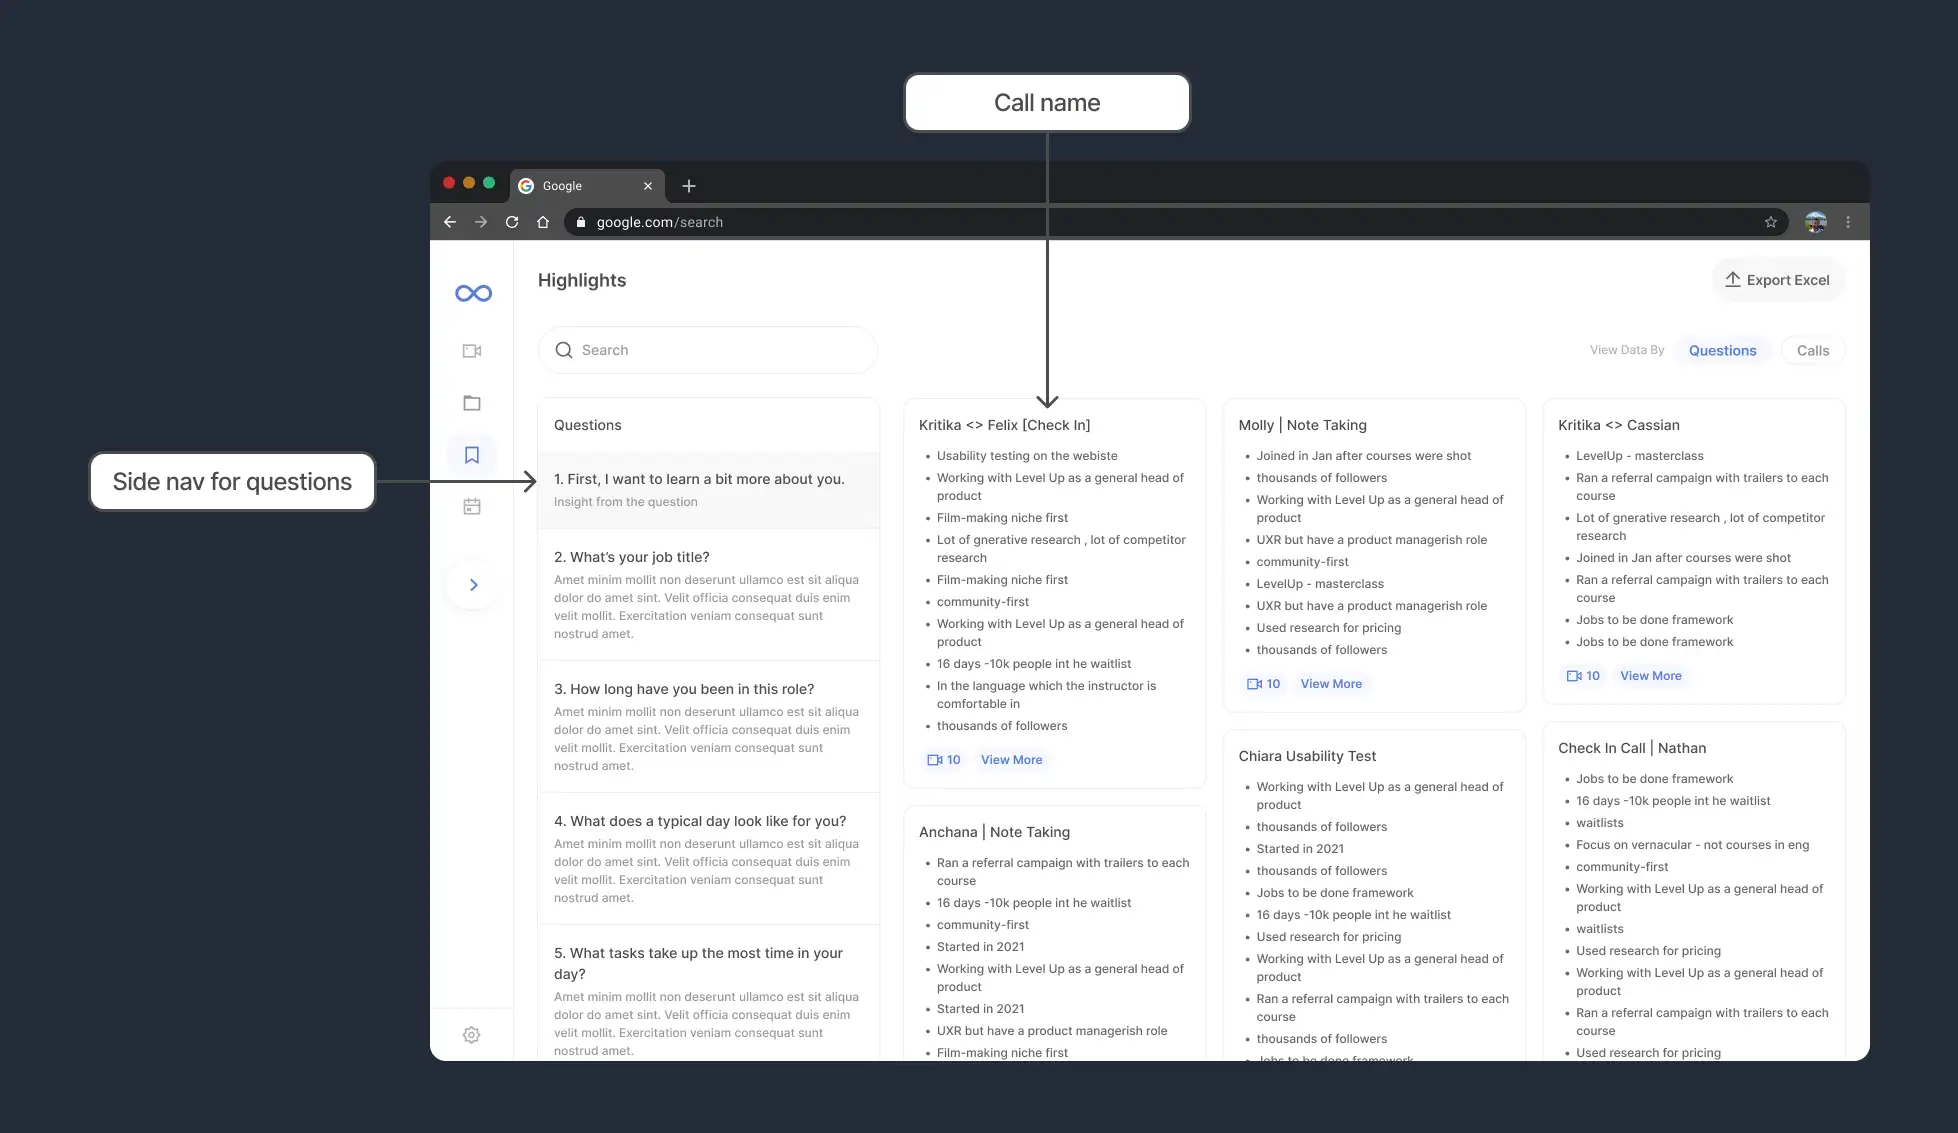 Call name
Google
google.com/search
Highlights
Export Excel
Search
View Data By
Questions
Calls
Side nav for questions
Questions
1. First, I want to learn a bit more about you.
Insight from the question
2. What's your job title?
Amet minim mollit non deserunt ullamco est sit aliqua
dolor do amet sint. Velit officia consequat duis enim
velit mollit. Exercitation veniam consequat sunt
nostrud amet.
3. How long have you been in this role?
Amet minim mollit non deserunt ullamco est sit aliqua
dolor do amet sint. Velit officia consequat duis enim
velit mollit. Exercitation veniam consequat sunt
nostrud amet.
4. What does a typical day look like for you?
Amet minim mollit non deserunt ullamco est sit aliqua
dolor do amet sint. Velit officia consequat duis enim
velit mollit. Exercitation veniam consequat sunt
nostrud amet.
5. What tasks take up the most time in your
day?
Amet minim mollit non deserunt ullamco est sit aliqua
dolor do amet sint. Velit officia consequat duis enim
velit mollit. Exercitation veniam consequat sunt
nostrud amet.
Kritika <> Felix [Check In]
• Usability testing on the webiste
• Working with Level Up as a general head of
product
• Film-making niche first
• Lot of gnerative research , lot of competitor
research
• Film-making niche first
• community-first
• Working with Level Up as a general head of
product
• 16 days -10k people int he waitlist
• In the language which the instructor is
comfortable in
• thousands of followers
10 View More
Anchana | Note Taking
• Ran a referral campaign with trailers to each
course
• 16 days -10k people int he waitlist
• community-first
• Started in 2021
• Working with Level Up as a general head of
product
• Started in 2021
• UXR but have a product managerish role
• Film-making niche first
Molly | Note Taking
• Joined in Jan after courses were shot
• thousands of followers
• Working with Level Up as a general head of
product
• UXR but have a product managerish role
• community-first
• LevelUp - masterclass
• UXR but have a product managerish role
• Used research for pricing
• thousands of followers
10 View More
Chiara Usability Test
• Working with Level Up as a general head of
product
• thousands of followers
• Started in 2021
• thousands of followers
• Jobs to be done framework
• 16 days -10k people int he waitlist
• Used research for pricing
• Working with Level Up as a general head of
product
• Ran a referral campaign with trailers to each
course
• thousands of followers
• Jobs to be done framework
Kritika <> Cassian
• LevelUp - masterclass
• Ran a referral campaign with trailers to each
course
• Lot of gnerative research , lot of competitor
research
• Joined in Jan after courses were shot
• Ran a referral campaign with trailers to each
course
• Jobs to be done framework
• Jobs to be done framework
10 View More
Check In Call | Nathan
• Jobs to be done framework
• 16 days -10k people int he waitlist
• waitlists
• Focus on vernacular - not courses in eng
• community-first
• Working with Level Up as a general head of
product
• waitlists
• Used research for pricing
• Working with Level Up as a general head of
product
• Ran a referral campaign with trailers to each
course
• Used research for pricing